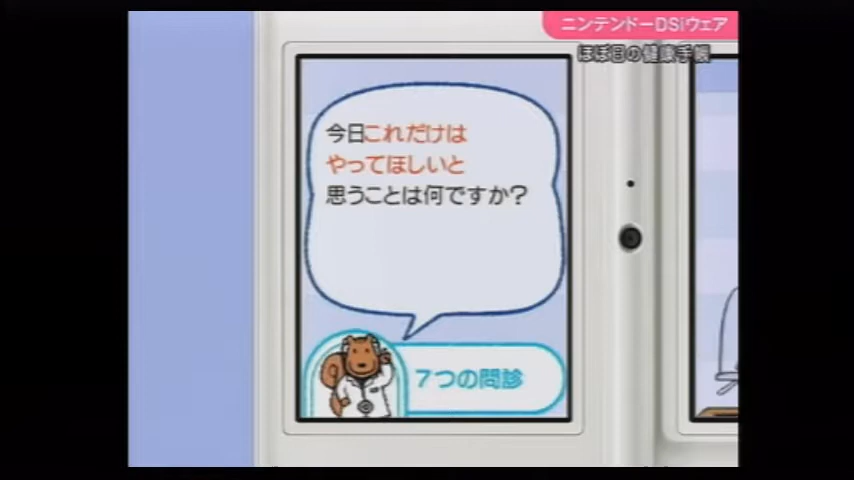 ニンテンドーDSiウェア
ほぼ日の健康手帳
今日これだけは
やってほしいと
思うことは何ですか?
7つの問診